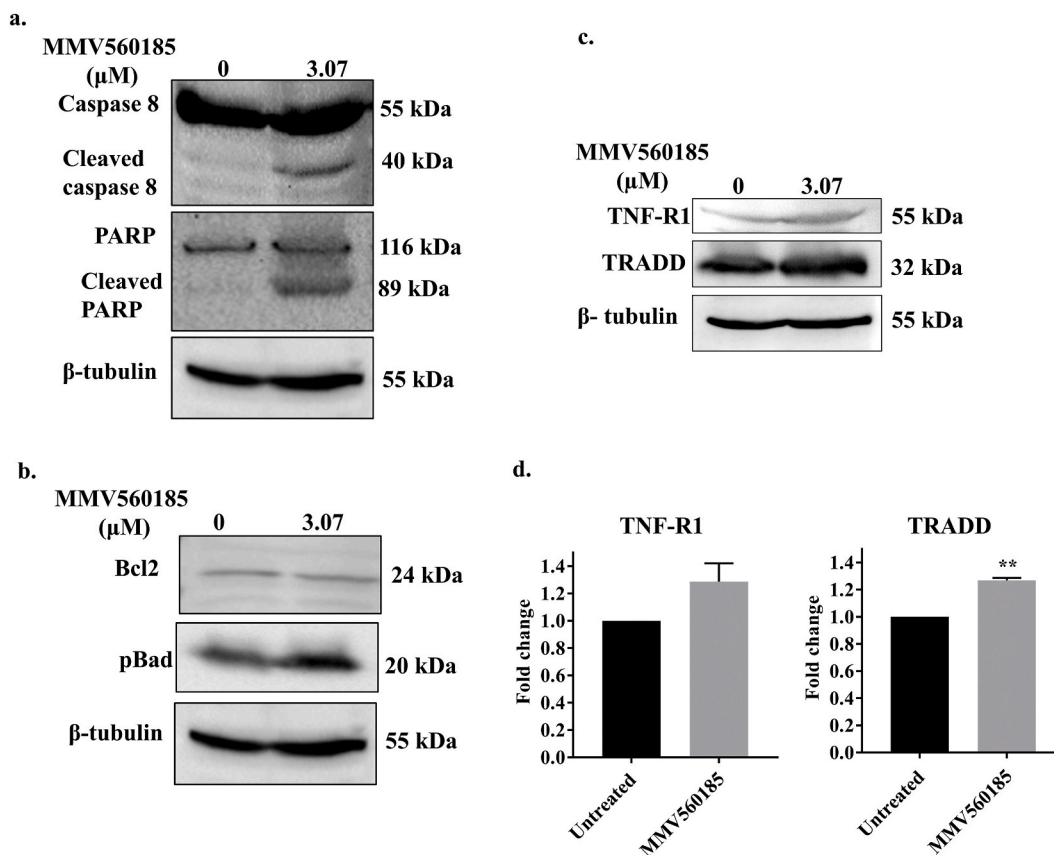 a.
MMV560185
(µM)
0 3.07
Caspase 8
55 kDa
Cleaved
caspase 8
40 kDa
PARP
116 kDa
Cleaved
PARP
89 kDa
β-tubulin
55 kDa
b.
MMV560185
(µM)
0 3.07
Bcl2
24 kDa
pBad
20 kDa
β-tubulin
55 kDa
c.
MMV560185
(µM)
0 3.07
TNF-R1
55 kDa
TRADD
32 kDa
β- tubulin
55 kDa
d.
TNF-R1
Fold change
1.4
1.2
1.0
0.8
0.6
0.4
0.2
0.0
Untreated
MMV560185
TRADD
Fold change
1.4
1.2
1.0
0.8
0.6
0.4
0.2
0.0
**
Untreated
MMV560185